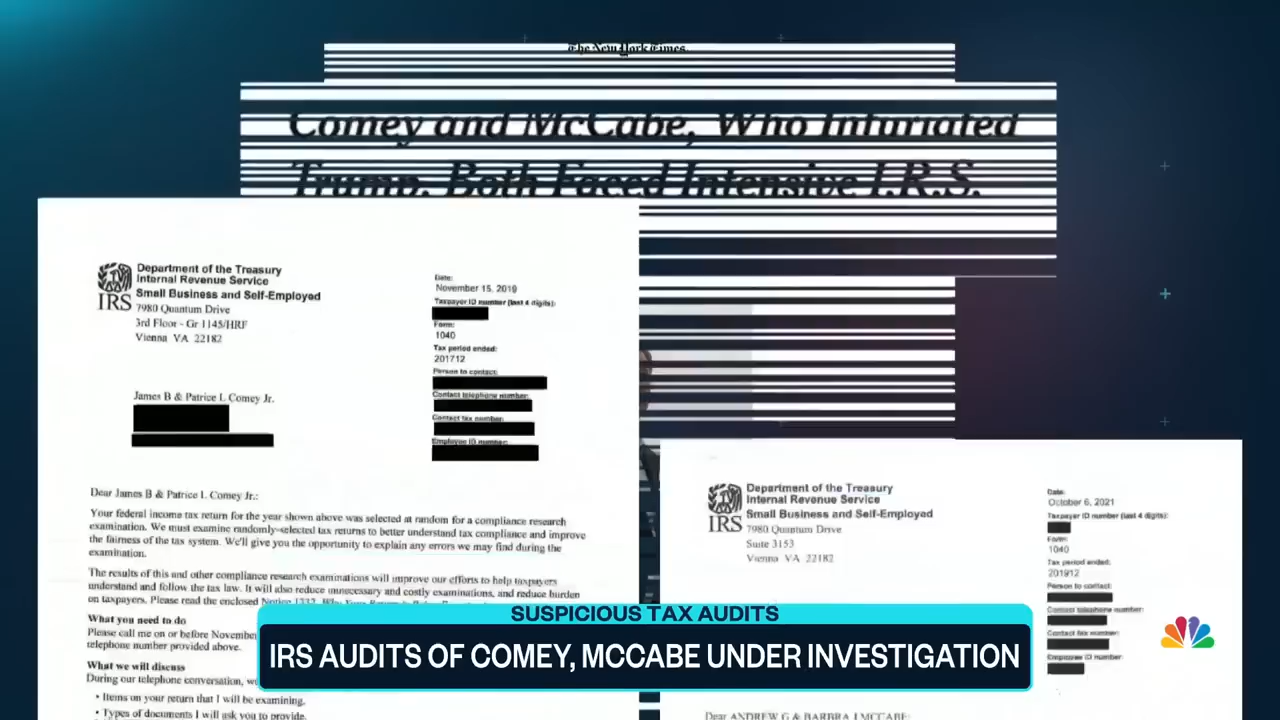 The New York Times
Comey and McCabe, Who Infuriated
Trump, Both Faced Intensive I.R.S.
Department of the Treasury
Internal Revenue Service
Small Business and Self-Employed
IRS
7980 Quantum Drive
3rd Floor - Gr 1145/HRF
Vienna VA 22182
Date:
November 15, 2019
Taxpayer ID number (last 4 digits):
Form:
1040
Tax period ended:
201712
Person to contact:
Contact telephone number:
Contact fax number:
Employee ID number:
James B & Patrice L Comey Jr.
Dear James B & Patrice L Comey Jr.:
Your federal income tax return for the year shown above was selected at random for a compliance research
examination. We must examine randomly-selected tax returns to better understand tax compliance and improve
the fairness of the tax system. We'll give you the opportunity to explain any errors we may find during the
examination.
The results of this and other compliance research examinations will improve our efforts to help taxpayers
understand and follow the tax law. It will also reduce unnecessary and costly examinations, and reduce burden
on taxpayers. Please read the enclosed Notice
What you need to do
Please call me on or before November
telephone number provided above.
What we will discuss
During our telephone conversation,
• Items on your return that I will be examining.
• Types of documents I will ask you to provide.
Department of the Treasury
Internal Revenue Service
Small Business and Self-Employed
IRS
7980 Quantum Drive
Suite 3153
Vienna VA 22182
Date:
October 6, 2021
Taxpayer ID number (last 4 digits):
Form:
1040
Tax period ended:
201912
Person to contact:
Contact telephone number:
Contact fax number:
Employee ID number:
Dear ANDREW G & BARBRA J MCCABE:
SUSPICIOUS TAX AUDITS
IRS AUDITS OF COMEY, MCCABE UNDER INVESTIGATION